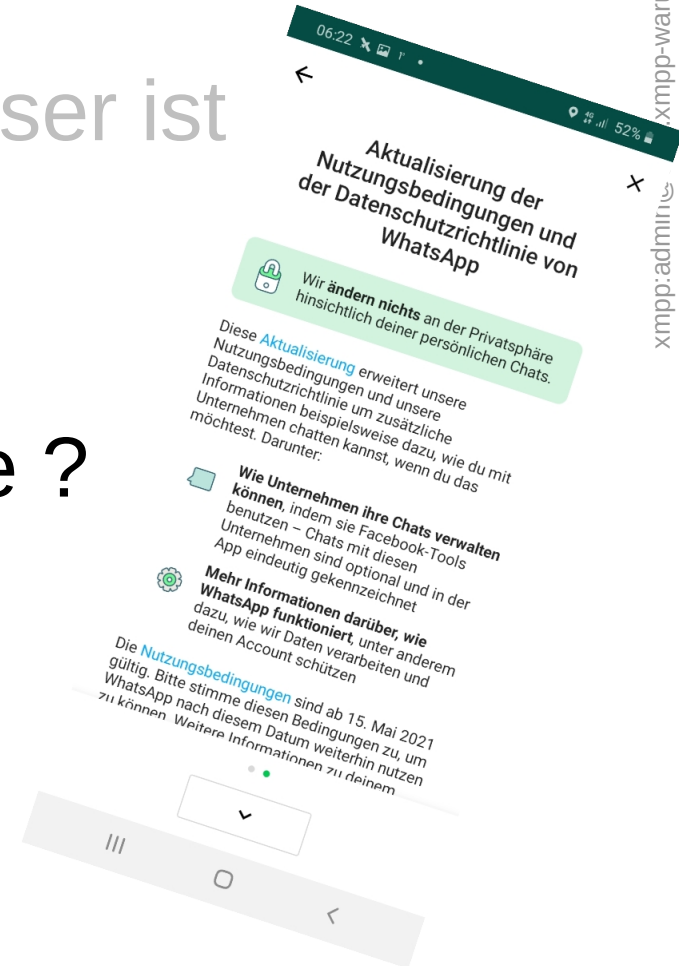 ser ist
e ?
06:22
4G
52%
Aktualisierung der
Nutzungsbedingungen und
der Datenschutzrichtlinie von
WhatsApp
Wir ändern nichts an der Privatsphäre
hinsichtlich deiner persönlichen Chats.
Diese Aktualisierung erweitert unsere
Nutzungsbedingungen und unsere
Datenschutzrichtlinie um zusätzliche
Informationen beispielsweise dazu, wie du mit
Unternehmen chatten kannst, wenn du das
möchtest. Darunter:
Wie Unternehmen ihre Chats verwalten
können, indem sie Facebook-Tools
benutzen – Chats mit diesen
Unternehmen sind optional und in der
App eindeutig gekennzeichnet
Mehr Informationen darüber, wie
WhatsApp funktioniert, unter anderem
dazu, wie wir Daten verarbeiten und
deinen Account schützen
Die Nutzungsbedingungen sind ab 15. Mai 2021
gültig. Bitte stimme diesen Bedingungen zu, um
WhatsApp nach diesem Datum weiterhin nutzen
zu können. Weitere Informationen zu deinem